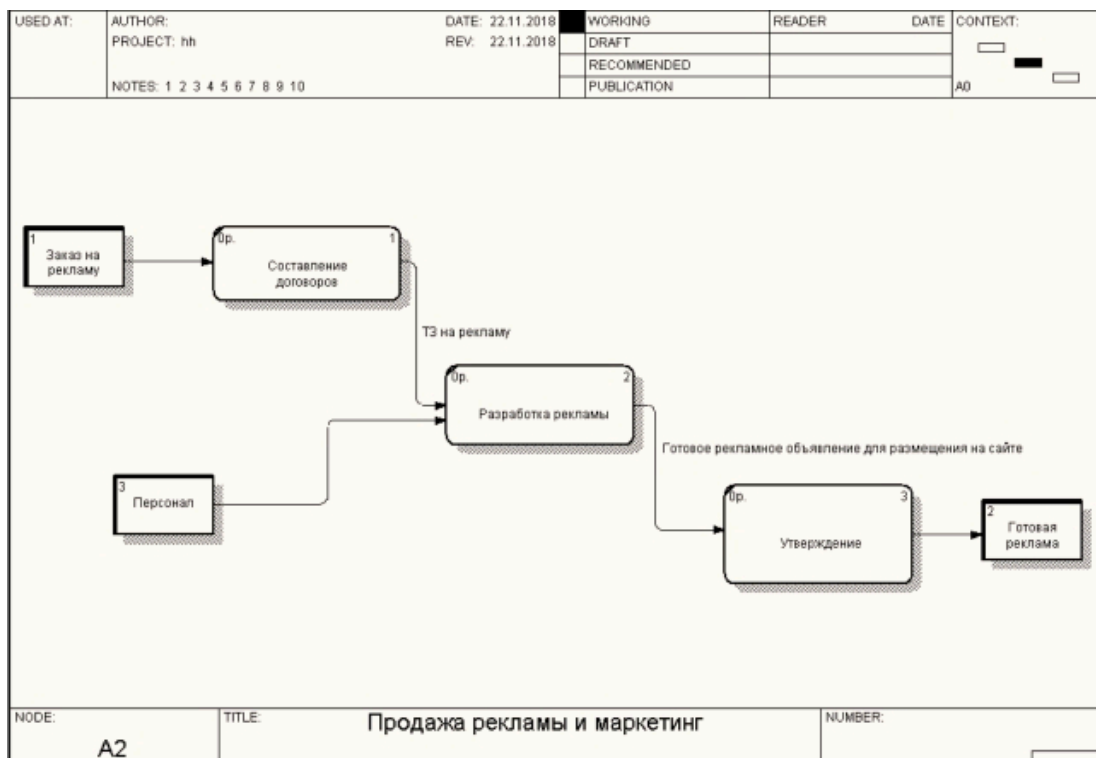 USED AT:
AUTHOR:
DATE: 22.11.2018
WORKING
READER
DATE
CONTEXT:
PROJECT: hh
REV: 22.11.2018
DRAFT
RECOMMENDED
NOTES: 1 2 3 4 5 6 7 8 9 10
PUBLICATION
A0
1
Заказ на
рекламу
0р.
1
Составление
договоров
ТЗ на рекламу
0р.
2
Разработка рекламы
Готовое рекламное объявление для размещения на сайте
3
Персонал
0р.
3
Утверждение
2
Готовая
реклама
NODE:
TITLE:
Продажа рекламы и маркетинг
NUMBER:
A2